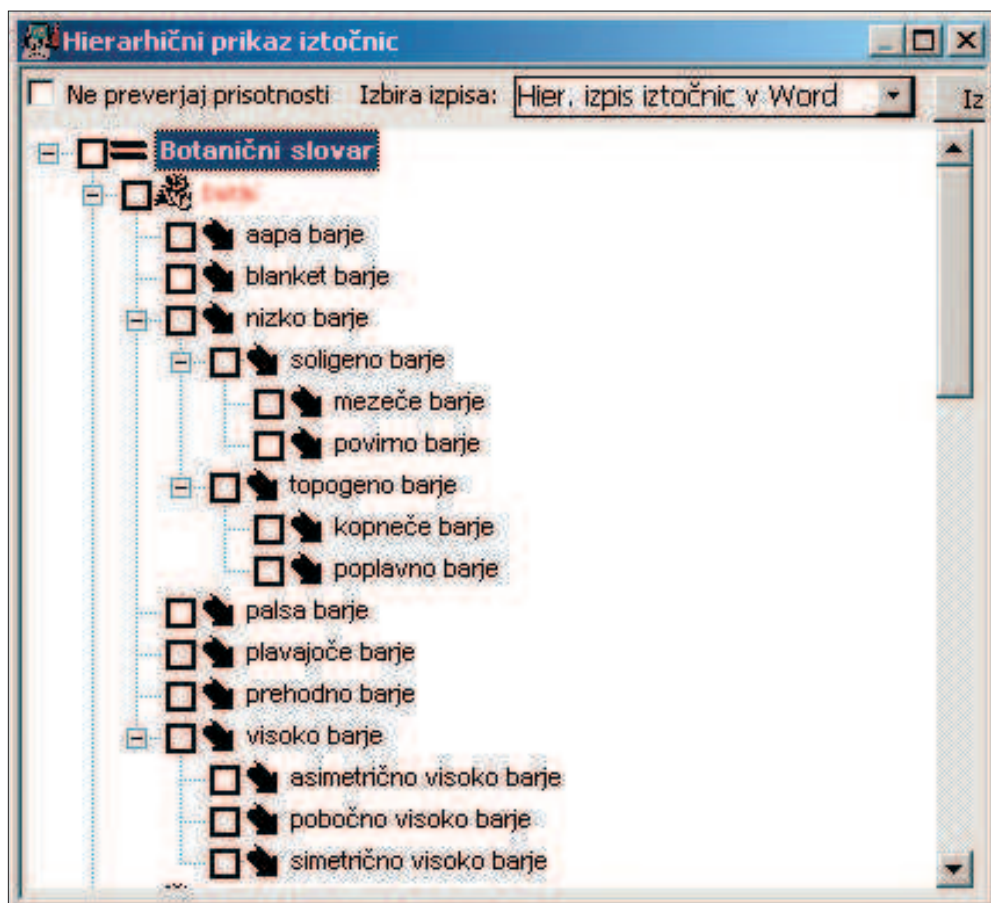 Hierarhični prikaz iztočnic
Ne preverjaj prisotnosti Izbira izpisa: Hier. izpis iztočnic v Word Iz
Botanični slovar
aapa barje
blanket barje
nizko barje
soligeno barje
mezeče barje
povirno barje
topogeno barje
kopneče barje
poplavno barje
palsa barje
plavajoče barje
prehodno barje
visoko barje
asimetrično visoko barje
pobočno visoko barje
simetrično visoko barje